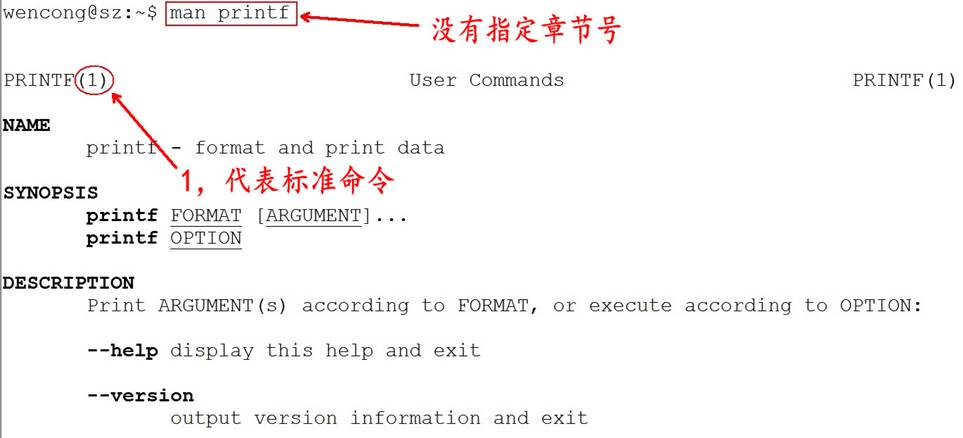 wencong@sz:~$ man printf
没有指定章节号
PRINTF(1) User Commands PRINTF(1)
NAME
printf - format and print data
1，代表标准命令
SYNOPSIS
printf FORMAT [ARGUMENT]...
printf OPTION
DESCRIPTION
Print ARGUMENT(s) according to FORMAT, or execute according to OPTION:
--help display this help and exit
--version
output version information and exit